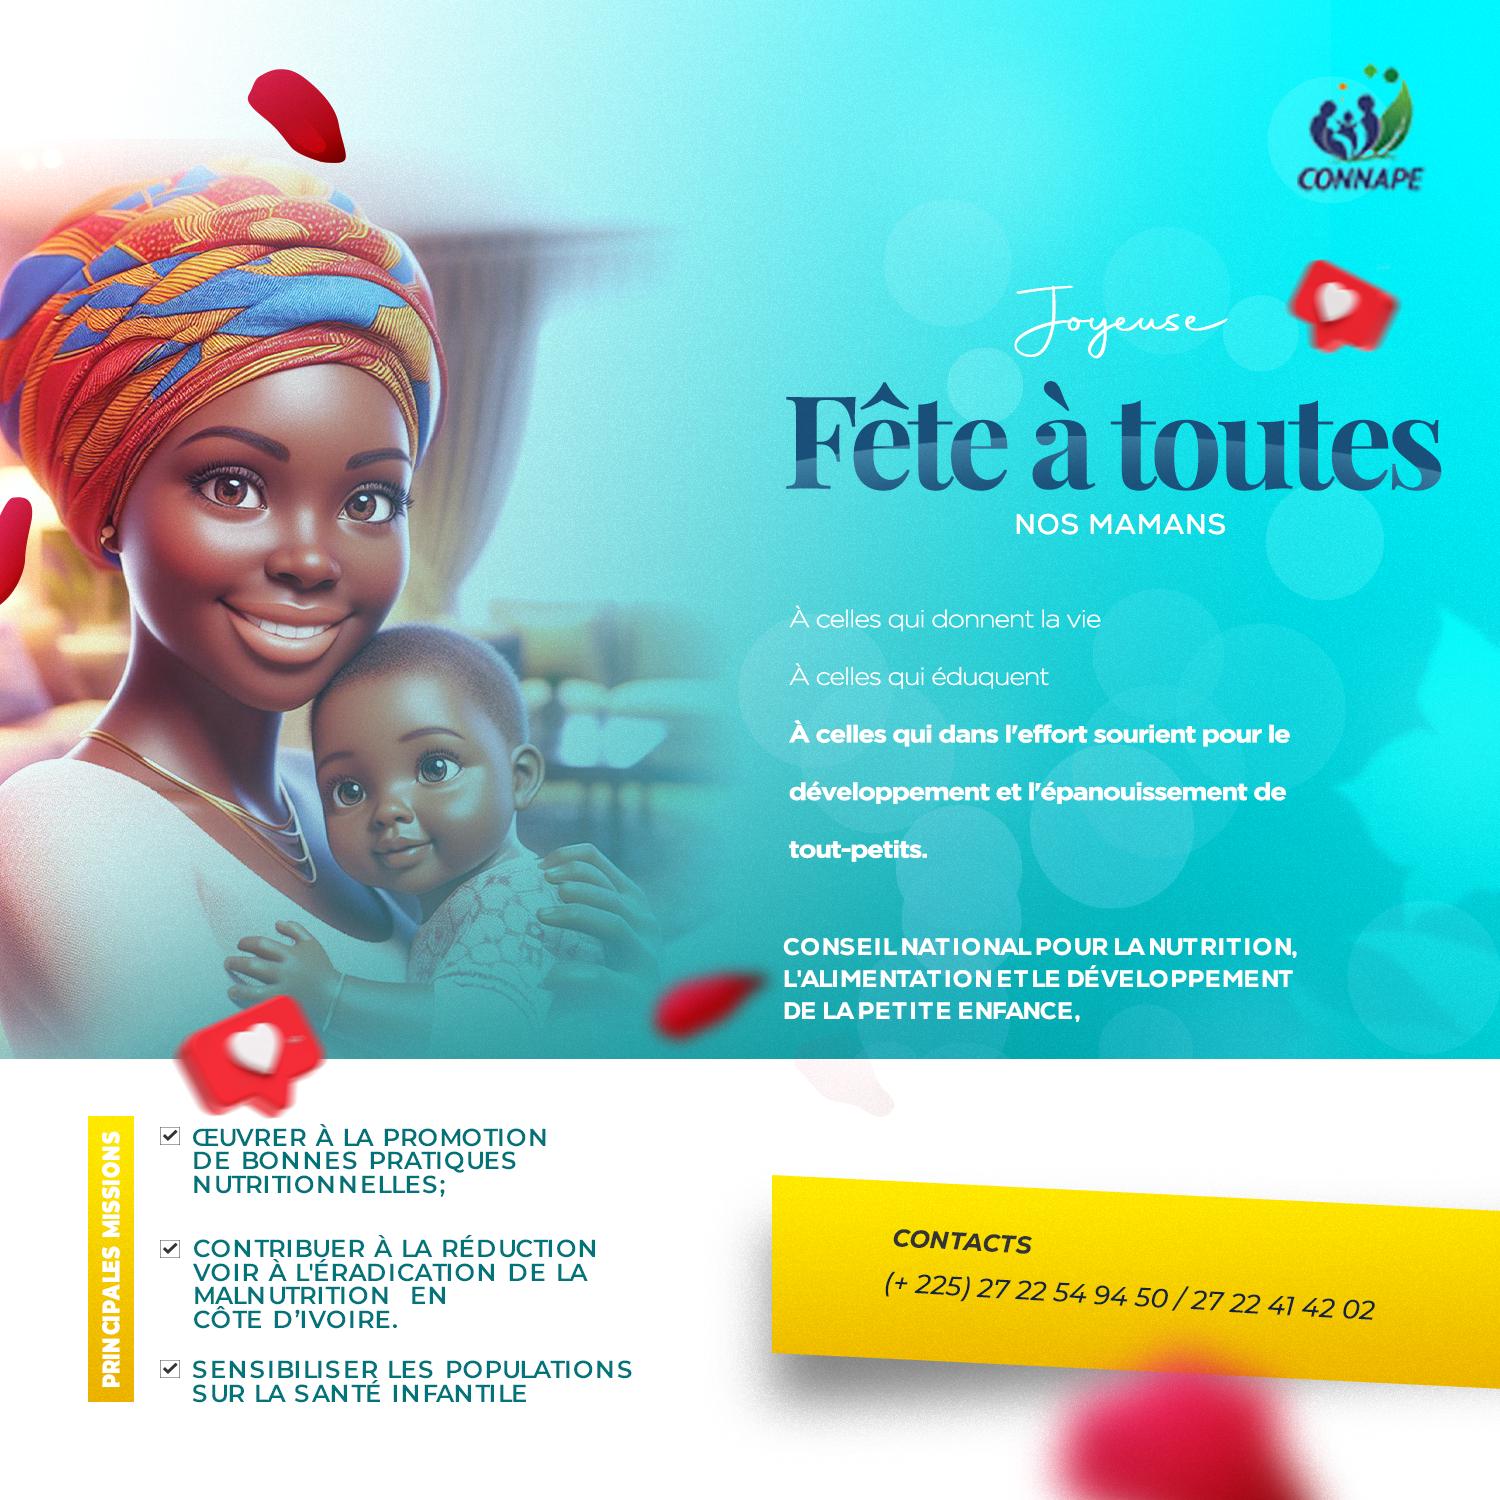 CONNAPE
Joyeuse
Fête à toutes
NOS MAMANS
À celles qui donnent la vie
À celles qui éduquent
À celles qui dans l'effort sourient pour le
développement et l'épanouissement de
tout-petits.
CONSEIL NATIONAL POUR LA NUTRITION,
L'ALIMENTATION ET LE DÉVELOPPEMENT
DE LA PETITE ENFANCE,
PRINCIPALES MISSIONS
ŒUVRER À LA PROMOTION
DE BONNES PRATIQUES
NUTRITIONNELLES;
CONTRIBUER À LA RÉDUCTION
VOIR À L'ÉRADICATION DE LA
MALNUTRITION EN
CÔTE D’IVOIRE.
SENSIBILISER LES POPULATIONS
SUR LA SANTÉ INFANTILE
CONTACTS
(+ 225) 27 22 54 94 50 / 27 22 41 42 02